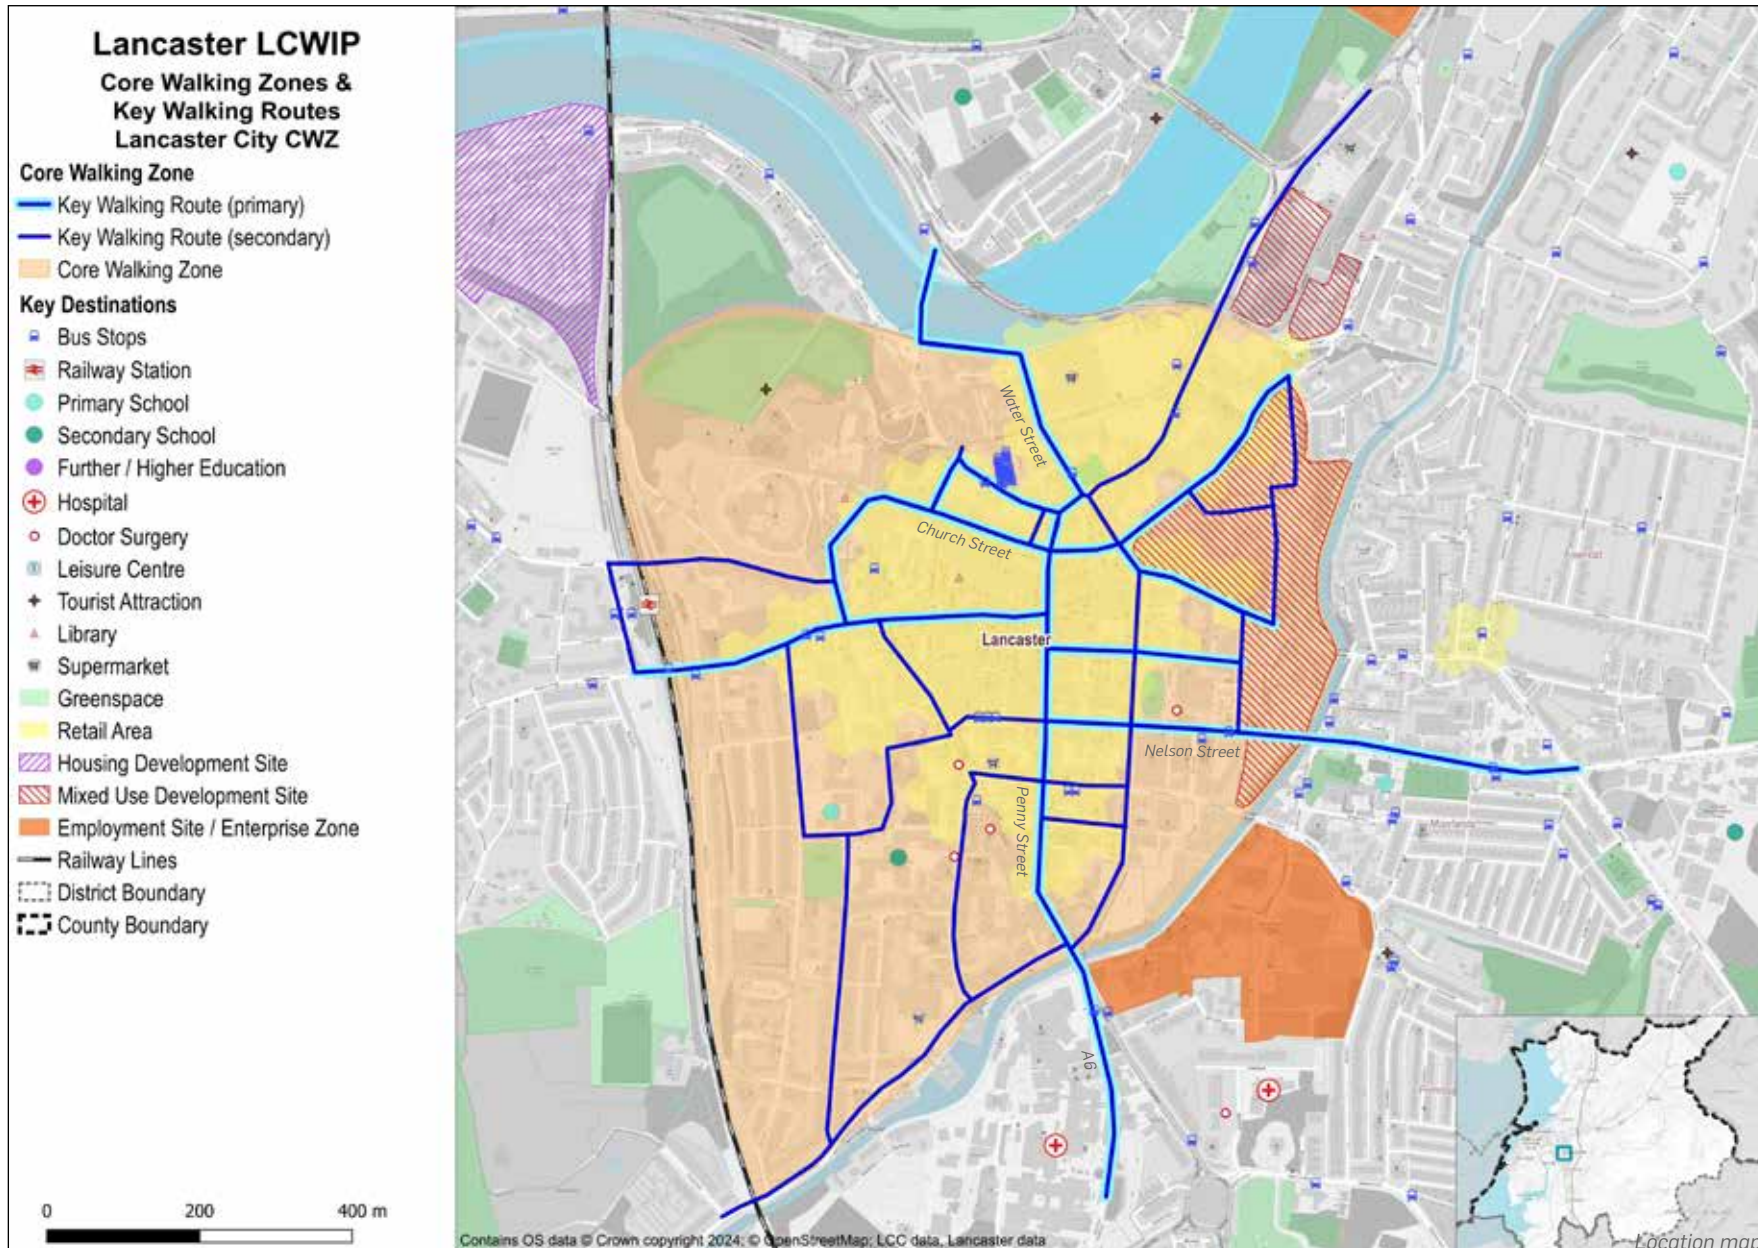 Lancaster LCWIP
Core Walking Zones &
Key Walking Routes
Lancaster City CWZ
Core Walking Zone
Key Walking Route (primary)
Key Walking Route (secondary)
Core Walking Zone
Key Destinations
Bus Stops
Railway Station
Primary School
Secondary School
Further / Higher Education
Hospital
Doctor Surgery
Leisure Centre
Tourist Attraction
Library
Supermarket
Greenspace
Retail Area
Housing Development Site
Mixed Use Development Site
Employment Site / Enterprise Zone
Railway Lines
District Boundary
County Boundary
0 200 400 m
Water Street
Church Street
Lancaster
Nelson Street
Penny Street
A6
Contains OS data © Crown copyright 2024; © OpenStreetMap; LCC data, Lancaster data
Location map